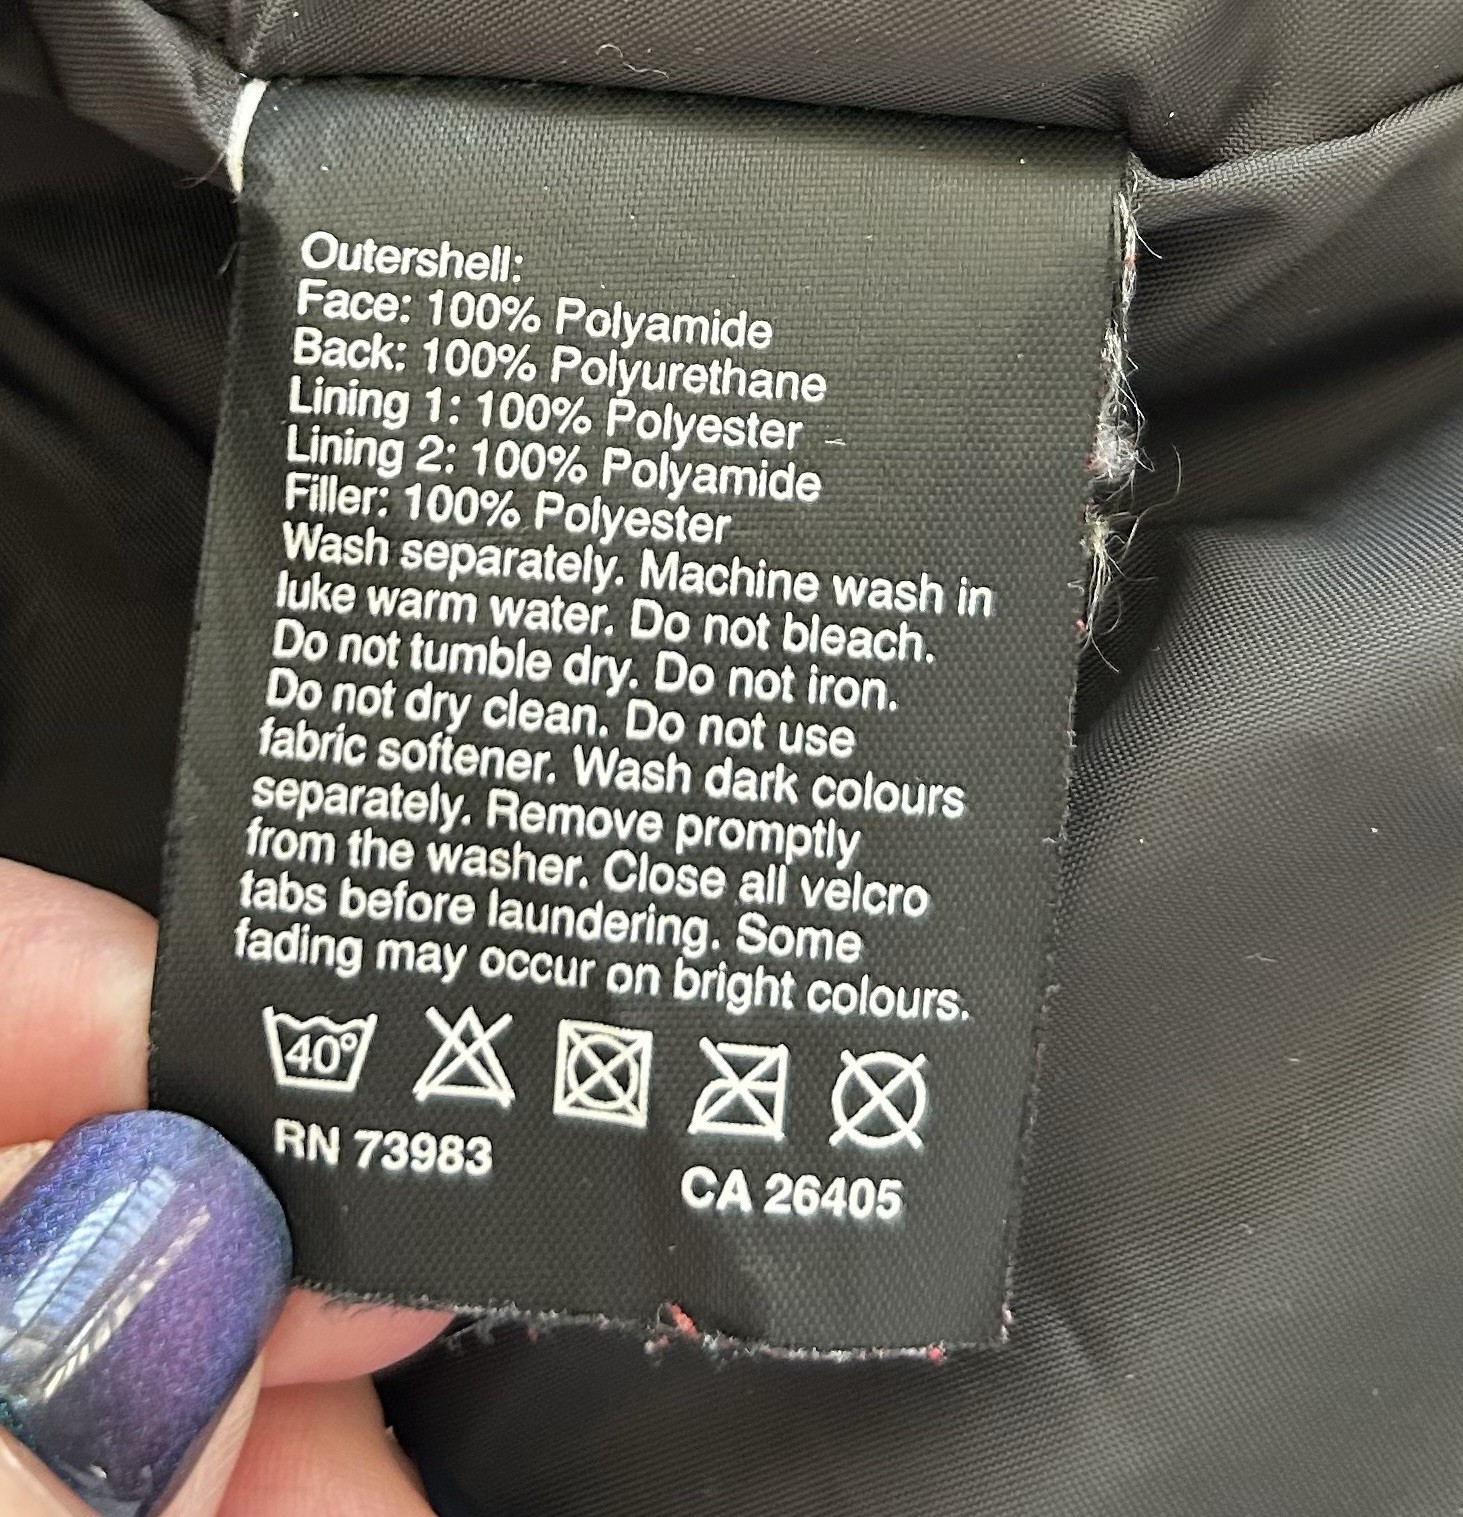 Outershell:
Face: 100% Polyamide
Back: 100% Polyurethane
Lining 1: 100% Polyester
Lining 2: 100% Polyamide
Filler: 100% Polyester
Wash separately. Machine wash in
luke warm water. Do not bleach.
Do not tumble dry. Do not iron.
Do not dry clean. Do not use
fabric softener. Wash dark colours
separately. Remove promptly
from the washer. Close all velcro
tabs before laundering. Some
fading may occur on bright colours.
40°
RN 73983
CA 26405